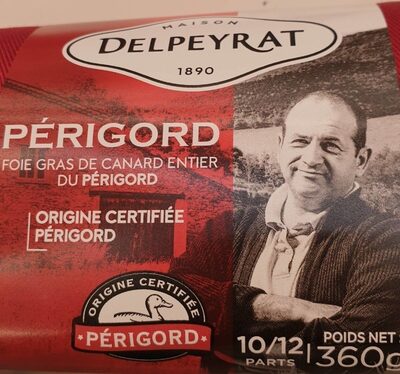 MAISON
DELPEYRAT
1890
PÉRIGORD
FOIE GRAS DE CANARD ENTIER
DU PÉRIGORD
ORIGINE CERTIFIÉE
PÉRIGORD
ORIGINE CERTIFIÉE
•PÉRIGORD•
10/12 PARTS
POIDS NET
360g